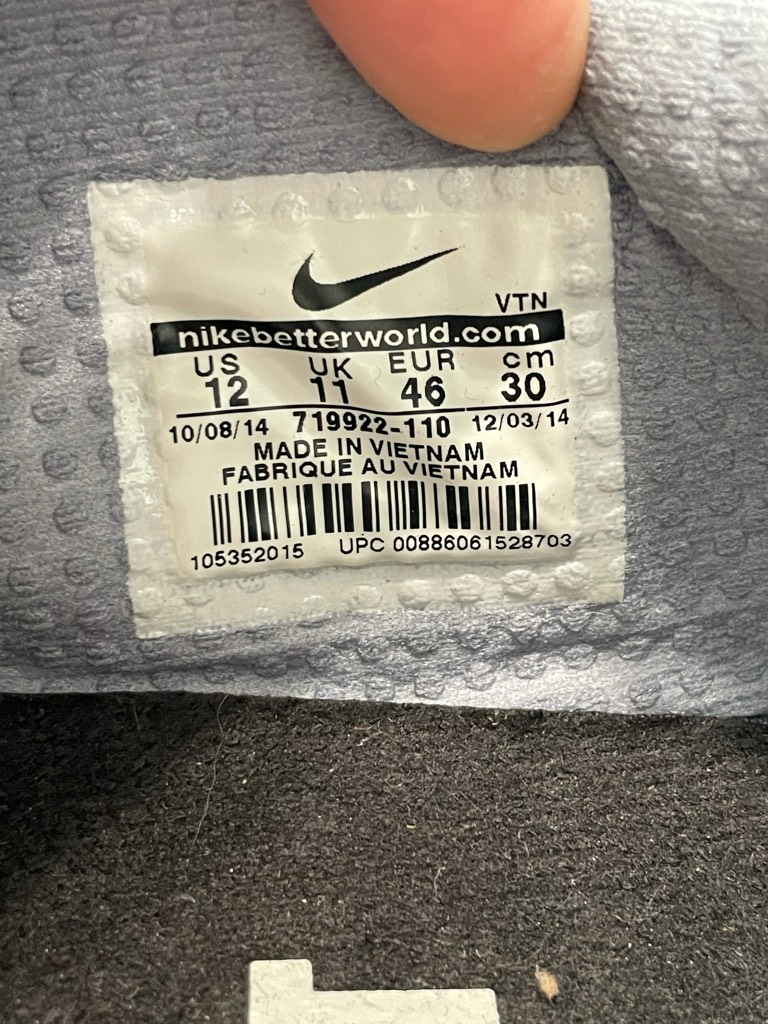 VTN
nikebetterworld.com
US UK EUR cm
12 11 46 30
10/08/14 719922-110 12/03/14
MADE IN VIETNAM
FABRIQUE AU VIETNAM
105352015 UPC 00886061528703